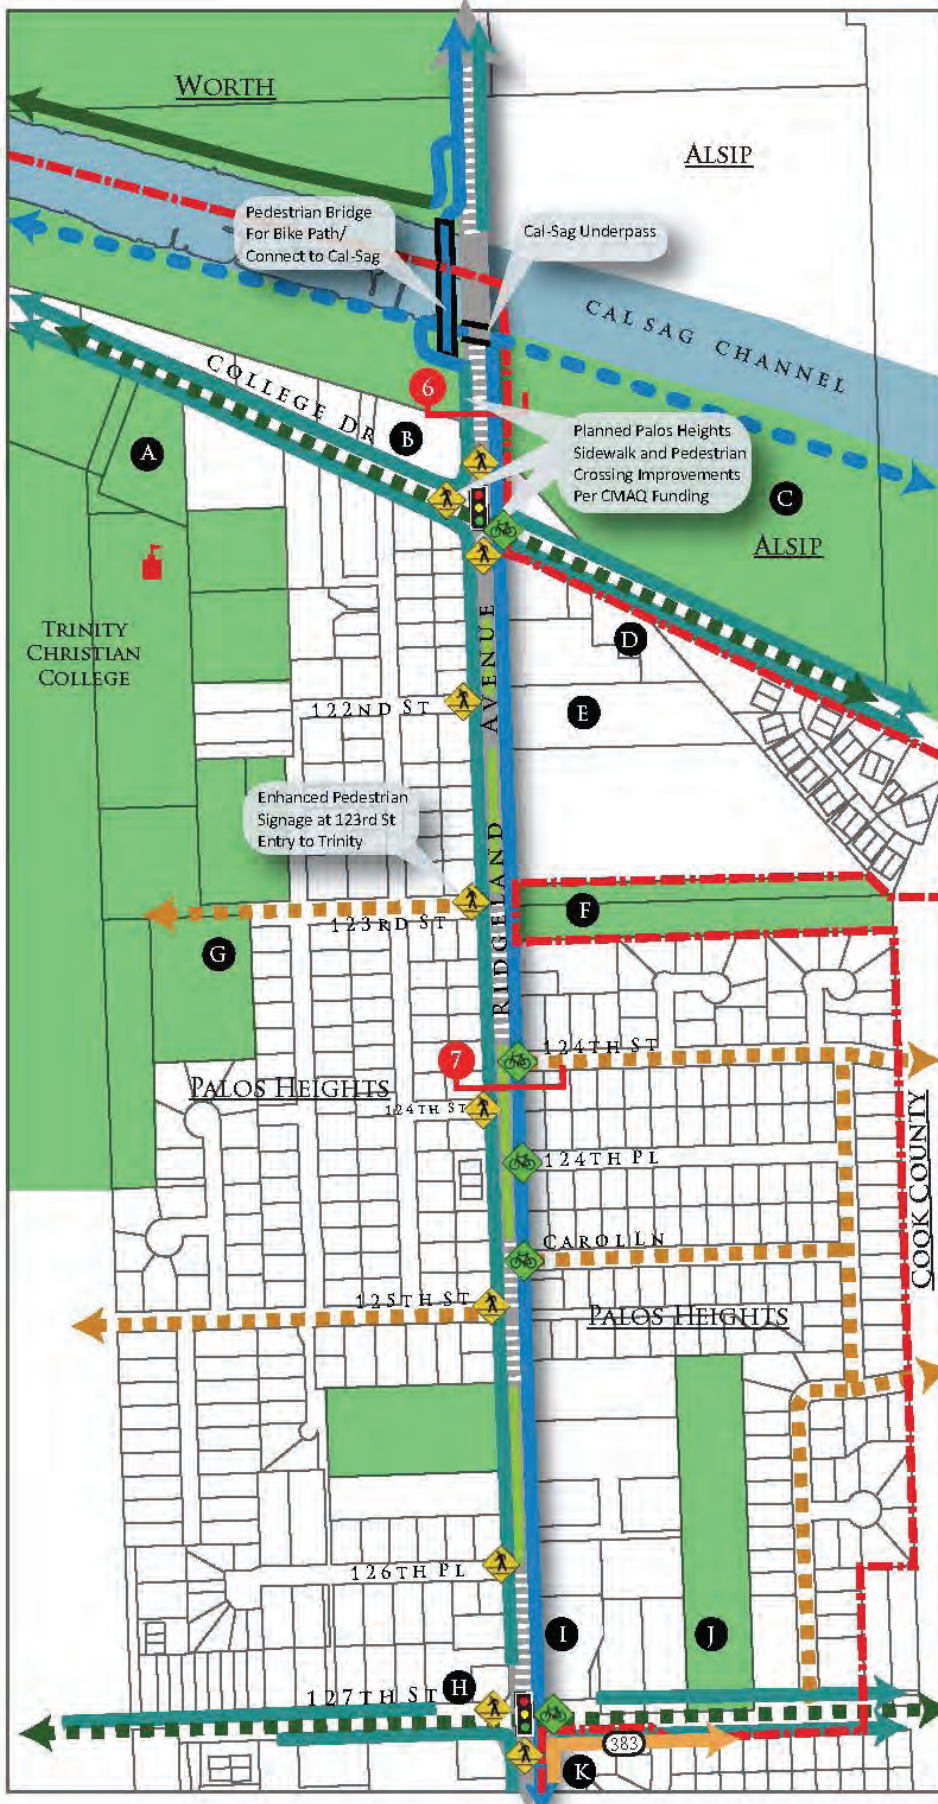 WORTH
ALSIP
Pedestrian Bridge
For Bike Path/
Connect to Cal-Sag
Cal-Sag Underpass
CAL SAG CHANNEL
COLLEGE DR
6
A
B
Planned Palos Heights
Sidewalk and Pedestrian
Crossing Improvements
Per CMAQ Funding
C
ALSIP
TRINITY
CHRISTIAN
COLLEGE
D
122ND ST
E
RIDGELAND AVENUE
Enhanced Pedestrian
Signage at 123rd St
Entry to Trinity
123RD ST
F
G
7
124TH ST
PALOS HEIGHTS
124TH ST
124TH PL
COOK COUNTY
CAROL LN
125TH ST
PALOS HEIGHTS
126TH PL
I
J
H
127TH ST
383
K